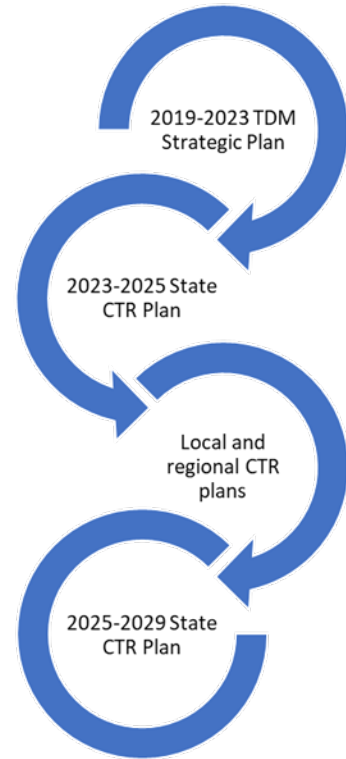 2019-2023 TDM
Strategic Plan
2023-2025 State
CTR Plan
Local and
regional CTR
plans
2025-2029 State
CTR Plan